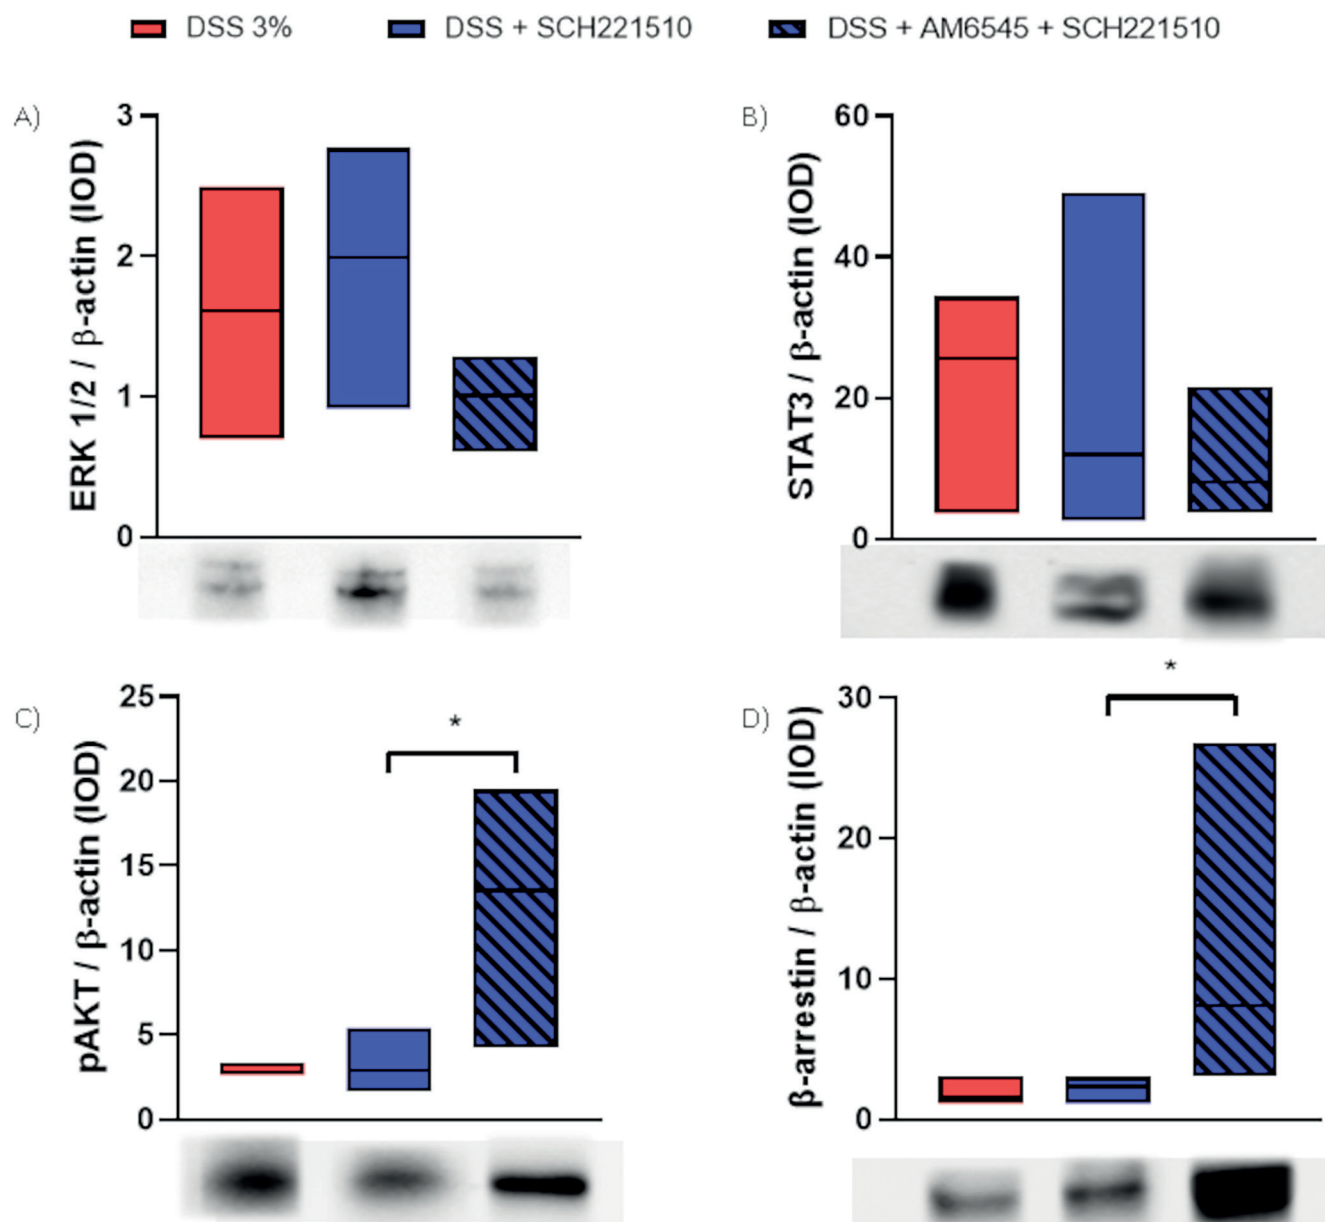 DSS 3% DSS + SCH221510 DSS + AM6545 + SCH221510
A)
ERK 1/2 / β-actin (IOD)
3
2
1
0
B)
STAT3 / β-actin (IOD)
60
40
20
0
C)
pAKT / β-actin (IOD)
25
20
15
10
5
0
*
D)
β-arrestin / β-actin (IOD)
30
20
10
0
*